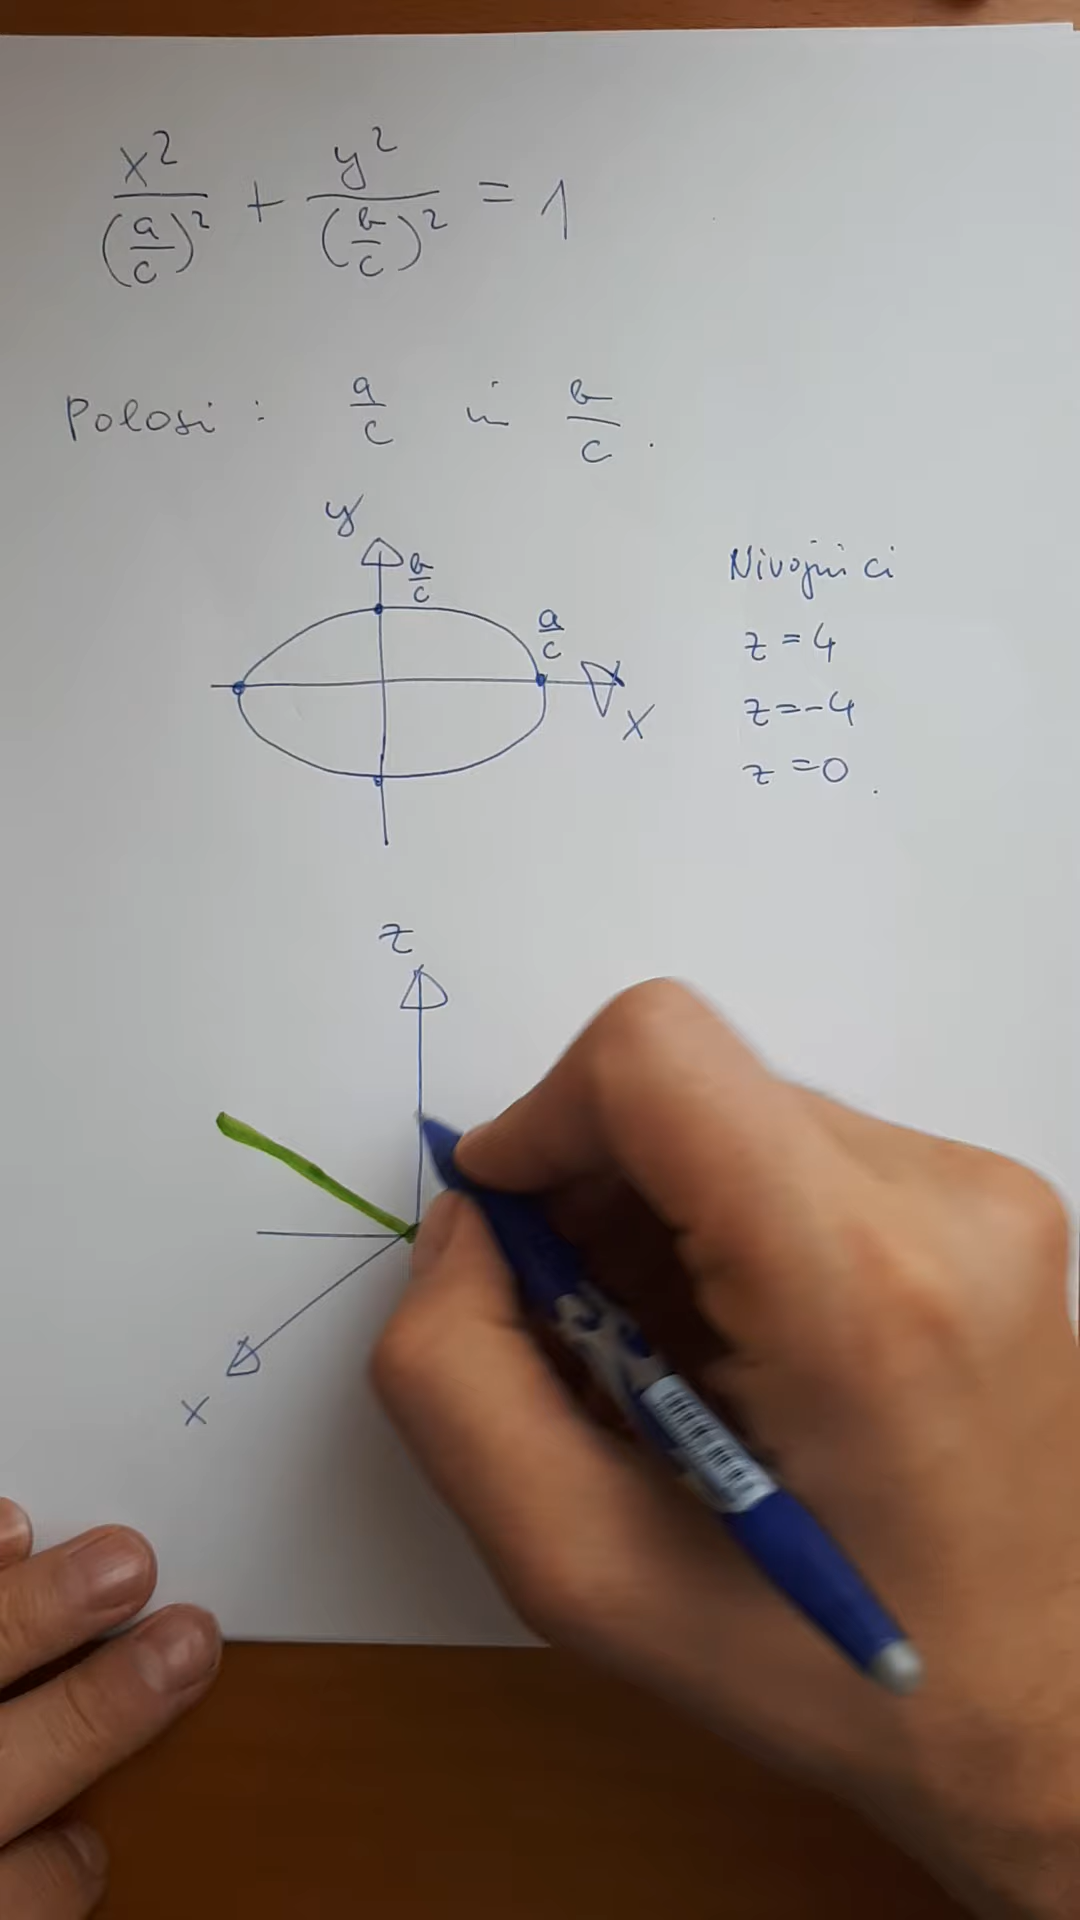 x²/(a/c)² + y²/(b/c)² = 1
Polosi: a/c in b/c.
y
b/c
a/c
x
Nivojnici
z = 4
z = -4
z = 0.
z
x